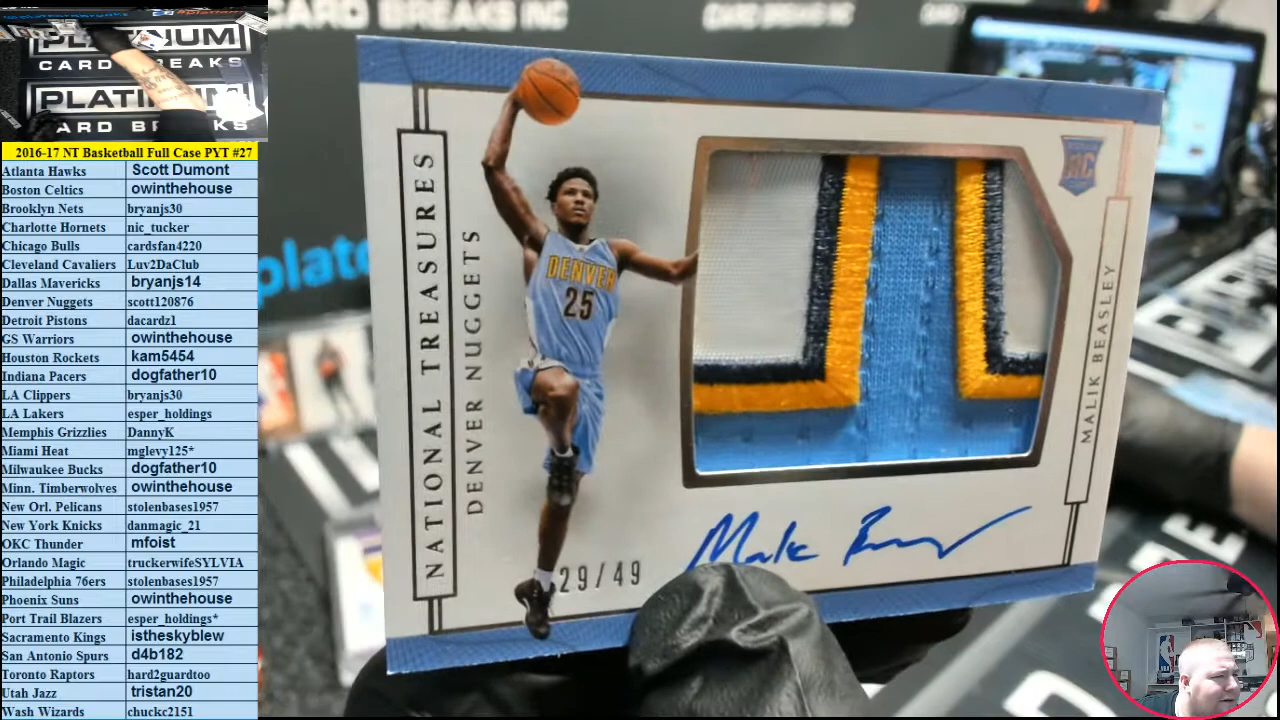 CARD BREAKS INC
CARD BREAKS INC
PLATINUM
CARD BREAKS
PLATINUM
CARD BREAKS
2016-17 NT Basketball Full Case PYT #27
Atlanta Hawks Scott Dumont
Boston Celtics owinthehouse
Brooklyn Nets bryanjs30
Charlotte Hornets nic_tucker
Chicago Bulls cardsfan4220
Cleveland Cavaliers Luv2DaClub
Dallas Mavericks bryanjs14
Denver Nuggets scott120876
Detroit Pistons dacardz1
GS Warriors owinthehouse
Houston Rockets kam5454
Indiana Pacers dogfather10
LA Clippers bryanjs30
LA Lakers esper_holdings
Memphis Grizzlies DannyK
Miami Heat mglevy125*
Milwaukee Bucks dogfather10
Minn. Timberwolves owinthehouse
New Orl. Pelicans stolenbases1957
New York Knicks danmagic_21
OKC Thunder mfoist
Orlando Magic truckerwifeSYLVIA
Philadelphia 76ers stolenbases1957
Phoenix Suns owinthehouse
Port Trail Blazers esper_holdings*
Sacramento Kings istheskyblew
San Antonio Spurs d4b182
Toronto Raptors hard2guardtoo
Utah Jazz tristan20
Wash Wizards chuckc2151
NATIONAL TREASURES
DENVER NUGGETS
DENVER
25
RC
MALIK BEASLEY
29/49
NBA